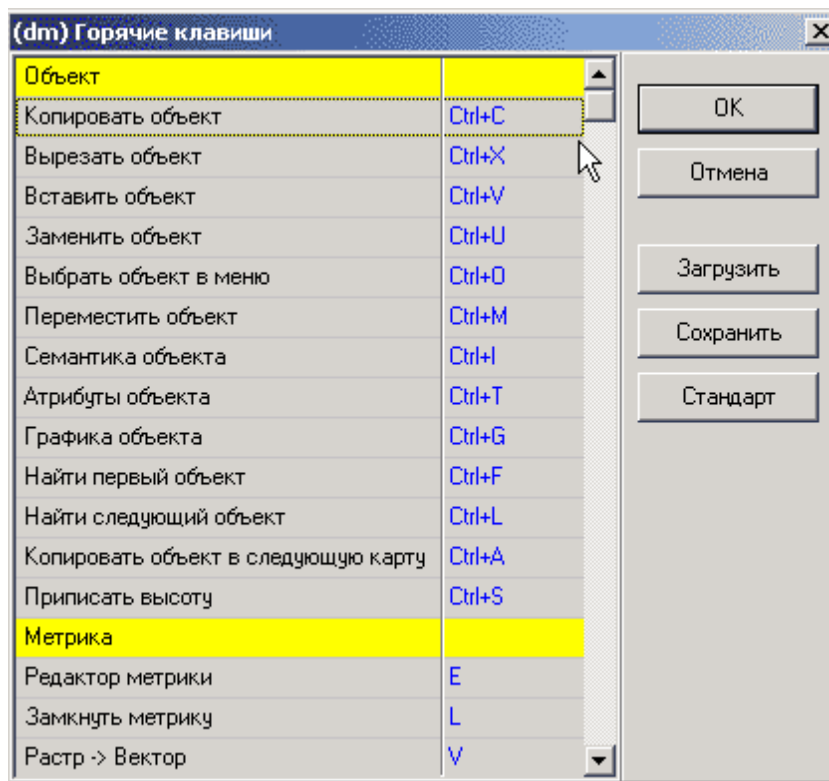 (dm) Горячие клавиши
Объект
Копировать объект Ctrl+C
Вырезать объект Ctrl+X
Вставить объект Ctrl+V
Заменить объект Ctrl+U
Выбрать объект в меню Ctrl+O
Переместить объект Ctrl+M
Семантика объекта Ctrl+I
Атрибуты объекта Ctrl+T
Графика объекта Ctrl+G
Найти первый объект Ctrl+F
Найти следующий объект Ctrl+L
Копировать объект в следующую карту Ctrl+A
Приписать высоту Ctrl+S
Метрика
Редактор метрики E
Замкнуть метрику L
Растр -> Вектор V
OK
Отмена
Загрузить
Сохранить
Стандарт